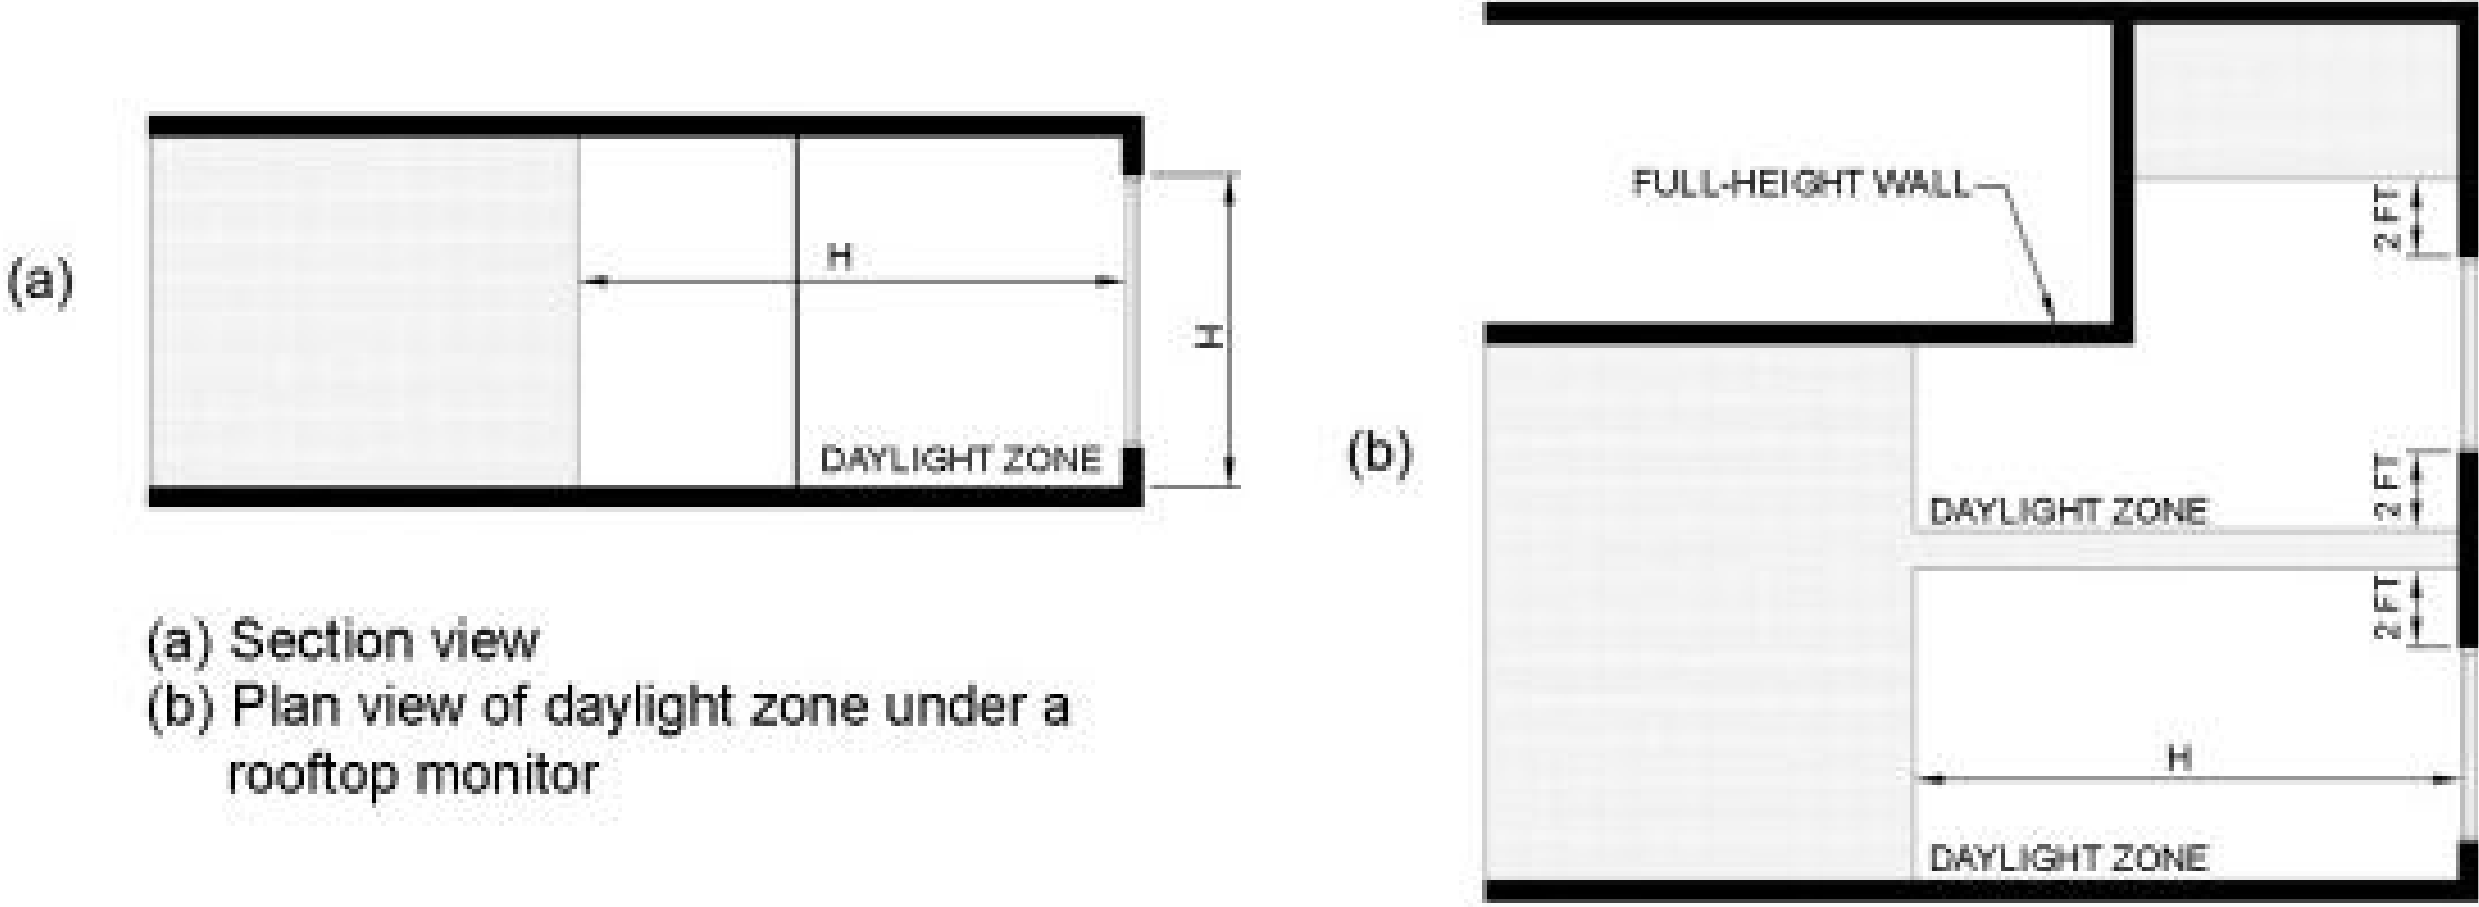 (a)
H
H
DAYLIGHT ZONE
(a) Section view
(b) Plan view of daylight zone under a
rooftop monitor
(b)
FULL-HEIGHT WALL
2 FT
2 FT
DAYLIGHT ZONE
2 FT
H
DAYLIGHT ZONE